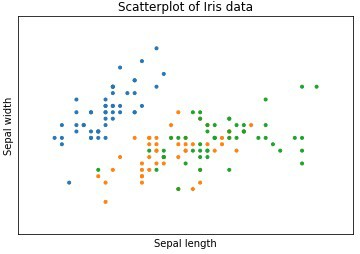 Scatterplot of Iris data
Sepal width
Sepal length